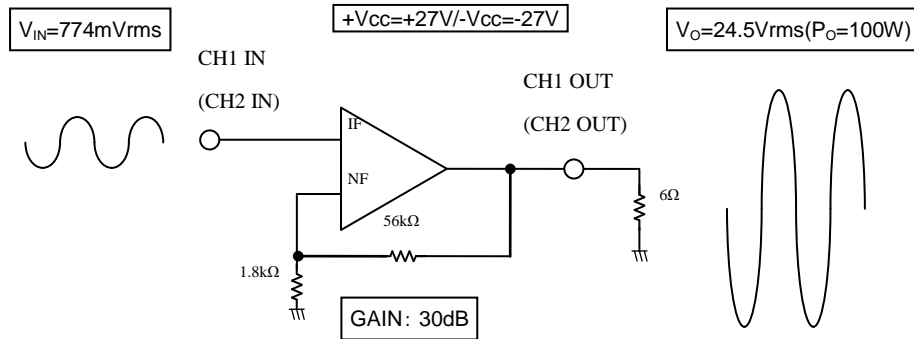 V_IN=774mVrms
+Vcc=+27V/-Vcc=-27V
V_O=24.5Vrms(P_O=100W)
CH1 IN
(CH2 IN)
CH1 OUT
(CH2 OUT)
IF
NF
56kΩ
6Ω
1.8kΩ
GAIN: 30dB